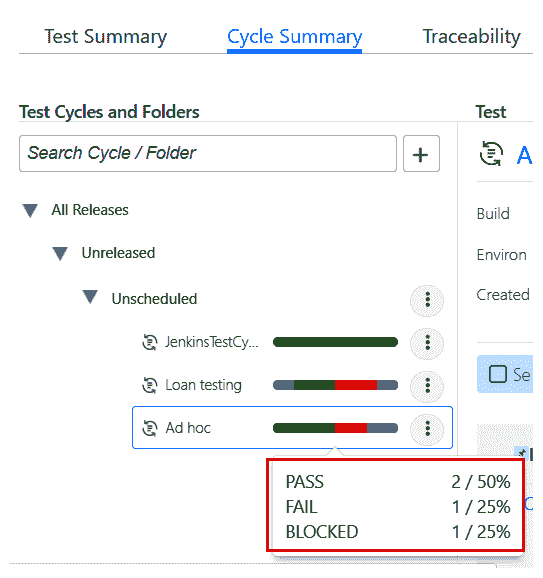 Test Summary
Cycle Summary
Traceability
Test Cycles and Folders
Search Cycle / Folder
+
All Releases
Unreleased
Unscheduled
JenkinsTestCy...
Loan testing
Ad hoc
PASS 2 / 50%
FAIL 1 / 25%
BLOCKED 1 / 25%
Test
A
Build
Environ
Created
Se